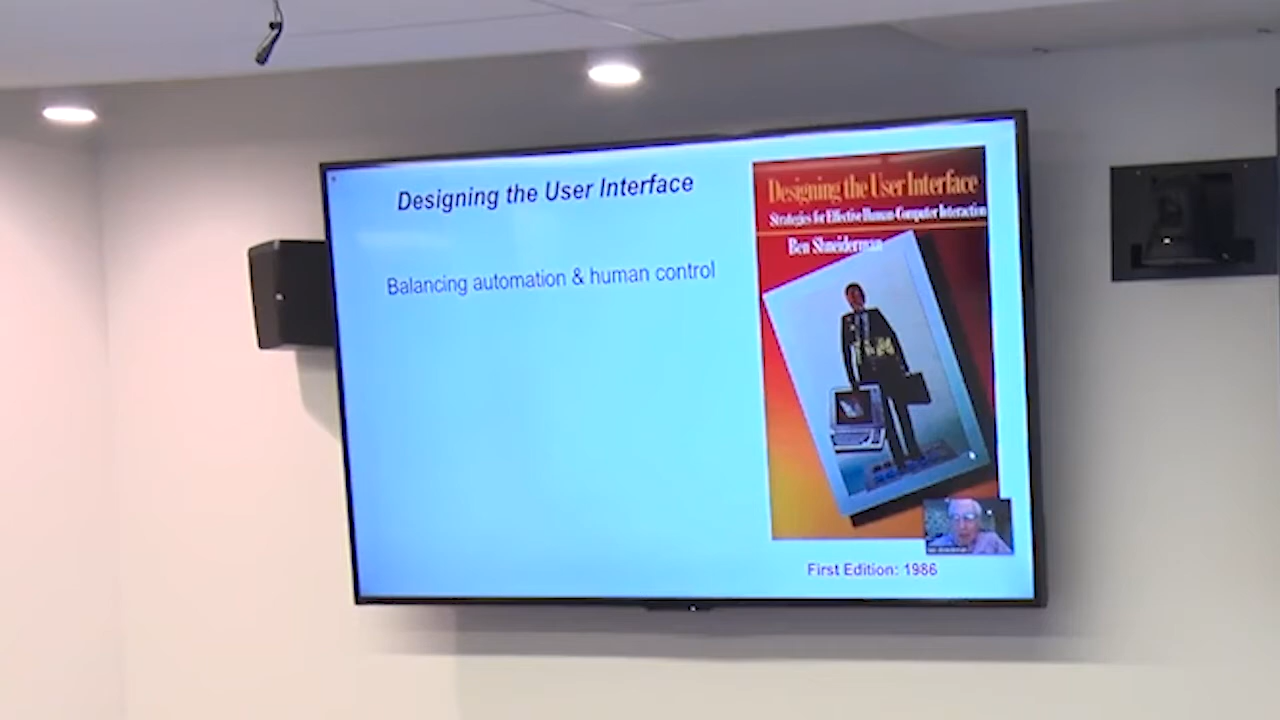 Designing the User Interface
Balancing automation & human control
Designing the User Interface
Strategies for Effective Human-Computer Interaction
Ben Shneiderman
First Edition: 1986